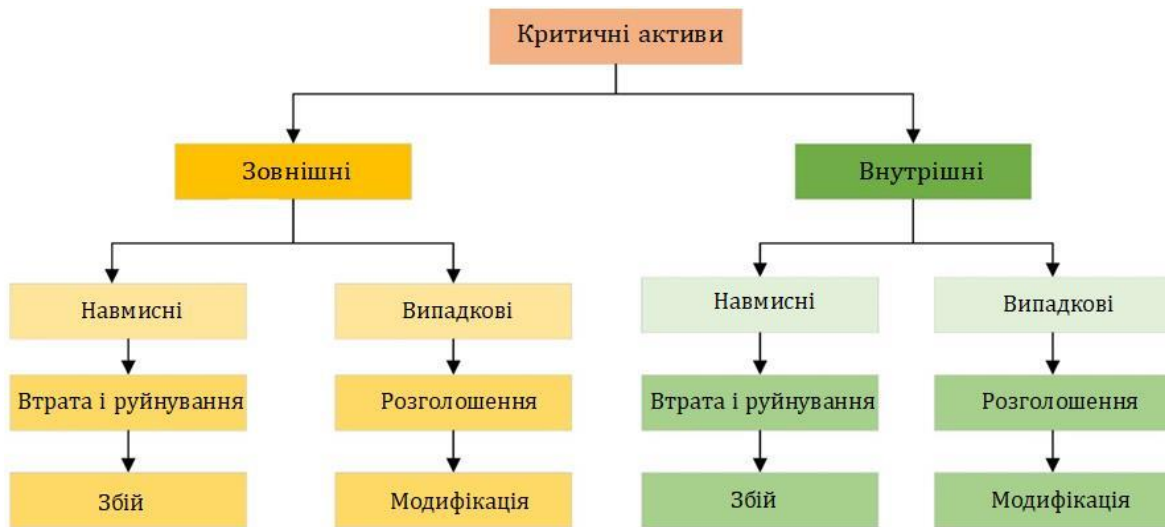 Критичні активи
Зовнішні
Внутрішні
Навмисні
Випадкові
Навмисні
Випадкові
Втрата і руйнування
Розголошення
Втрата і руйнування
Розголошення
Збій
Модифікація
Збій
Модифікація